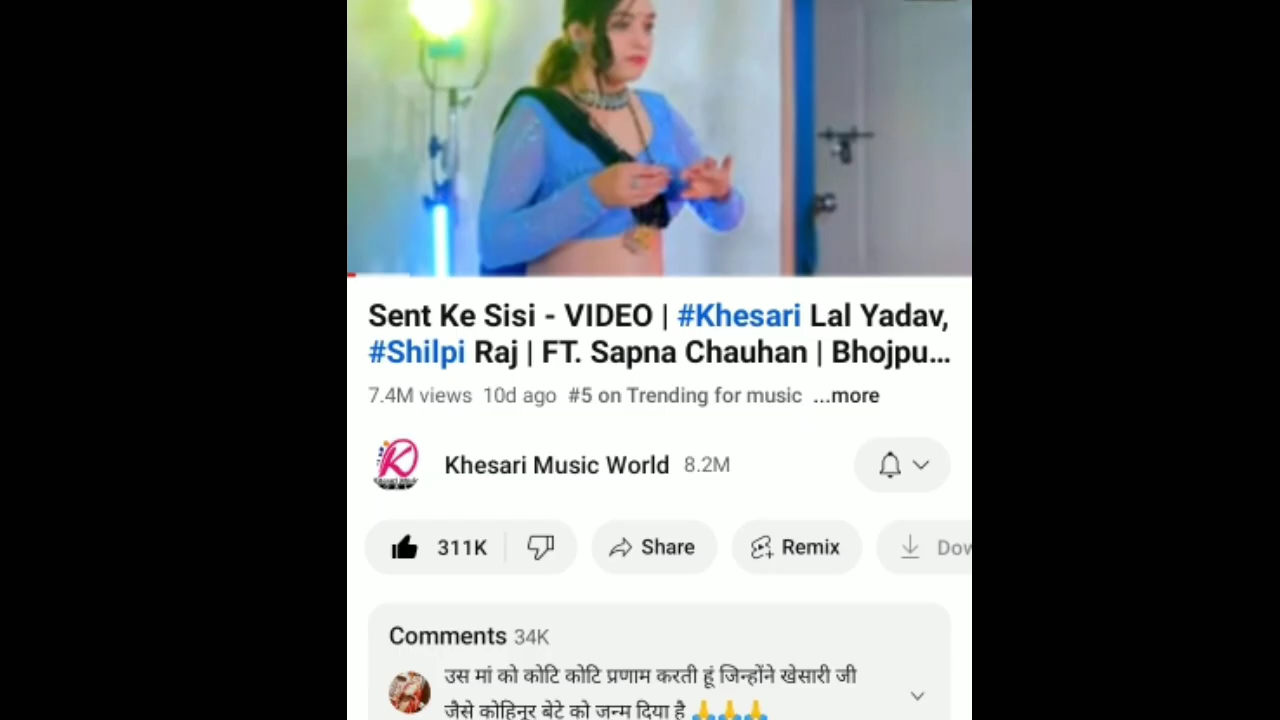 Sent Ke Sisi - VIDEO | #Khesari Lal Yadav,
#Shilpi Raj | FT. Sapna Chauhan | Bhojpu...
7.4M views 10d ago #5 on Trending for music ...more
Khesari Music World 8.2M
311K Share Remix Dow
Comments 34K
उस मां को कोटि कोटि प्रणाम करती हूं जिन्होंने खेसारी जी
जैसे कोहिनूर बेटे को जन्म दिया है 🙏🙏🙏